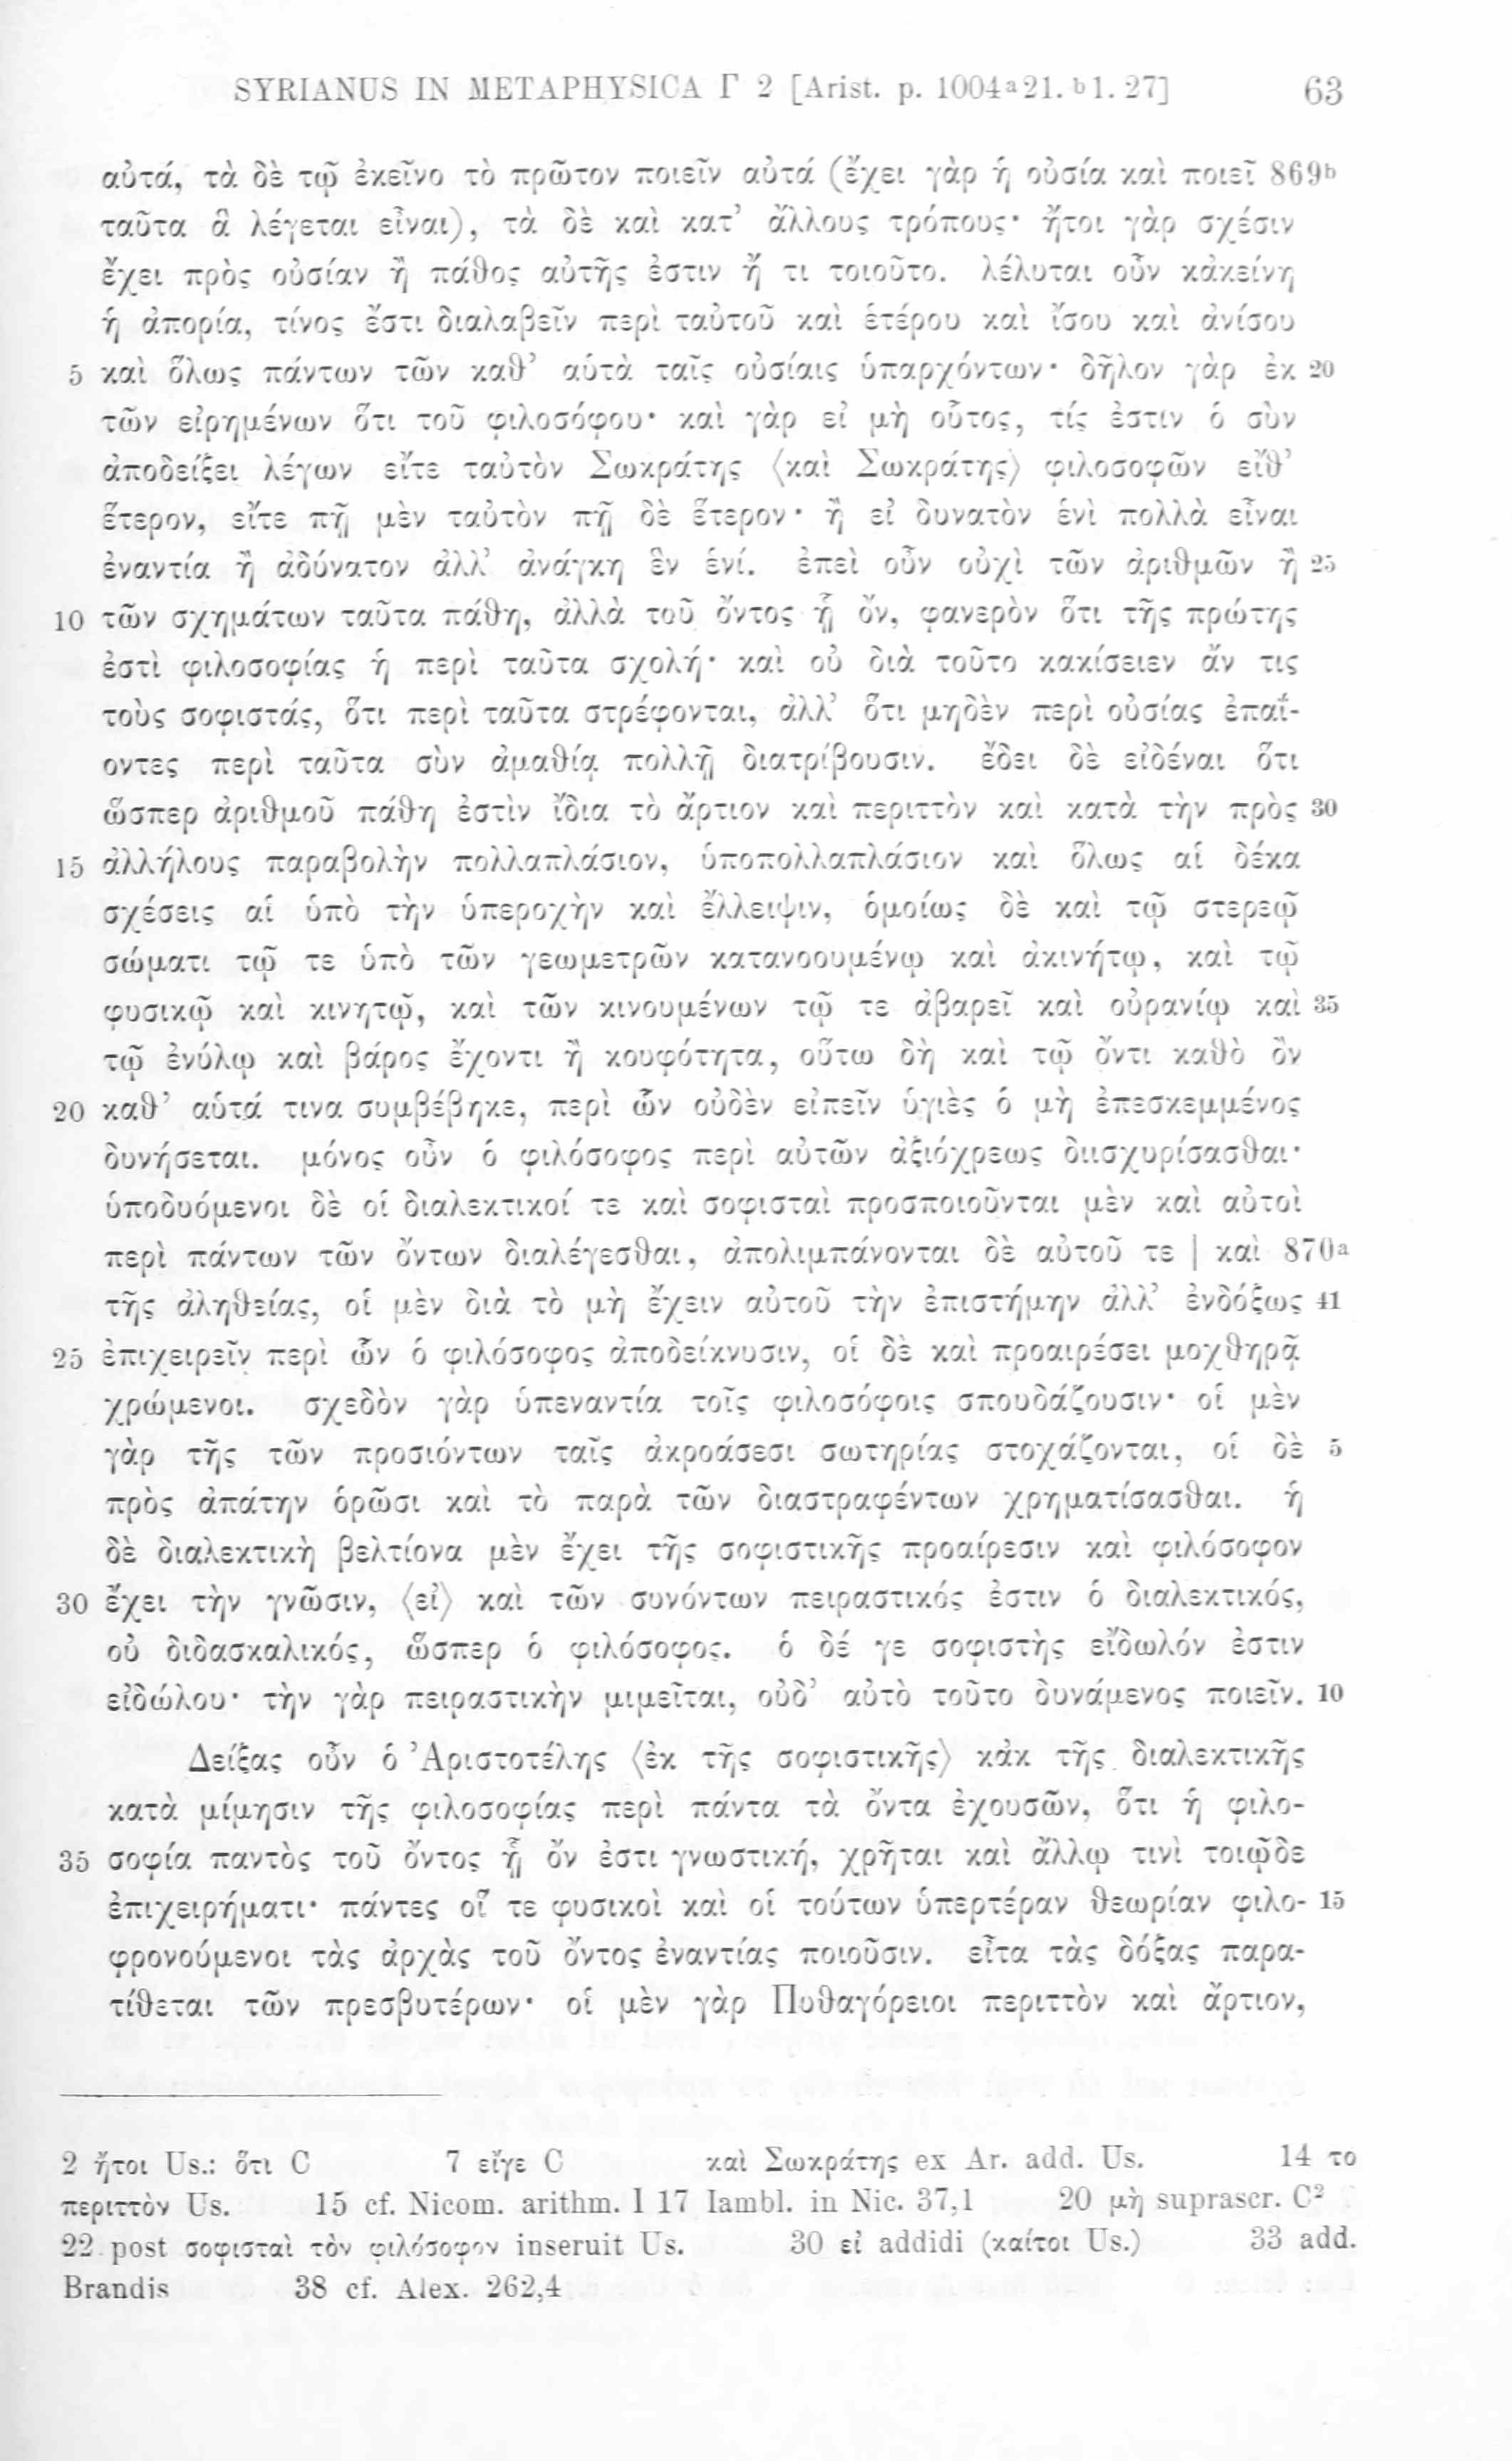 SYRIANUS IN METAPHYSICA Γ 2 [Arist. p. 1004ᵃ21. ᵇ1. 27] 63
αὐτά, τὰ δὲ τῷ ἐκεῖνο τὸ πρῶτον ποιεῖν αὐτά (ἔχει γὰρ ἡ οὐσία καὶ ποιεῖ 869ᵇ
ταῦτα ἃ λέγεται εἶναι), τὰ δὲ καὶ κατ’ ἄλλους τρόπους· ἤτοι γὰρ σχέσιν
ἔχει πρὸς οὐσίαν ἢ πάθος αὐτῆς ἐστιν ἤ τι τοιοῦτο. λέλυται οὖν κἀκείνη
ἡ ἀπορία, τίνος ἔστι διαλαβεῖν περὶ ταὐτοῦ καὶ ἑτέρου καὶ ἴσου καὶ ἀνίσου
5 καὶ ὅλως πάντων τῶν καθ’ αὑτὰ ταῖς οὐσίαις ὑπαρχόντων· δῆλον γὰρ ἐκ 20
τῶν εἰρημένων ὅτι τοῦ φιλοσόφου· καὶ γὰρ εἰ μὴ οὗτος, τίς ἐστιν ὁ σὺν
ἀποδείξει λέγων εἴτε ταὐτὸν Σωκράτης ⟨καὶ Σωκράτης⟩ φιλοσοφῶν εἴθ’
ἕτερον, εἴτε πῇ μὲν ταὐτὸν πῇ δὲ ἕτερον· ἢ εἰ δυνατὸν ἑνὶ πολλὰ εἶναι
ἐναντία ἢ ἀδύνατον ἀλλ’ ἀνάγκη ἓν ἑνί. ἐπεὶ οὖν οὐχὶ τῶν ἀριθμῶν ἢ 25
10 τῶν σχημάτων ταῦτα πάθη, ἀλλὰ τοῦ ὄντος ᾗ ὄν, φανερὸν ὅτι τῆς πρώτης
ἐστὶ φιλοσοφίας ἡ περὶ ταῦτα σχολή· καὶ οὐ διὰ τοῦτο κακίσειεν ἄν τις
τοὺς σοφιστάς, ὅτι περὶ ταῦτα στρέφονται, ἀλλ’ ὅτι μηδὲν περὶ οὐσίας ἐπαΐ-
οντες περὶ ταῦτα σὺν ἀμαθίᾳ πολλῇ διατρίβουσιν. ἔδει δὲ εἰδέναι ὅτι
ὥσπερ ἀριθμοῦ πάθη ἐστὶν ἴδια τὸ ἄρτιον καὶ περιττὸν καὶ κατὰ τὴν πρὸς 30
15 ἀλλήλους παραβολὴν πολλαπλάσιον, ὑποπολλαπλάσιον καὶ ὅλως αἱ δέκα
σχέσεις αἱ ὑπὸ τὴν ὑπεροχὴν καὶ ἔλλειψιν, ὁμοίως δὲ καὶ τῷ στερεῷ
σώματι τῷ τε ὑπὸ τῶν γεωμετρῶν κατανοουμένῳ καὶ ἀκινήτῳ, καὶ τῷ
φυσικῷ καὶ κινητῷ, καὶ τῶν κινουμένων τῷ τε ἀβαρεῖ καὶ οὐρανίῳ καὶ 35
τῷ ἐνύλῳ καὶ βάρος ἔχοντι ἢ κουφότητα, οὕτω δὴ καὶ τῷ ὄντι καθὸ ὂν
20 καθ’ αὑτά τινα συμβέβηκε, περὶ ὧν οὐδὲν εἰπεῖν ὑγιὲς ὁ μὴ ἐπεσκεμμένος
δυνήσεται. μόνος οὖν ὁ φιλόσοφος περὶ αὐτῶν ἀξιόχρεως διισχυρίσασθαι·
ὑποδυόμενοι δὲ οἱ διαλεκτικοί τε καὶ σοφισταὶ προσποιοῦνται μὲν καὶ αὐτοὶ
περὶ πάντων τῶν ὄντων διαλέγεσθαι, ἀπολιμπάνονται δὲ αὐτοῦ τε | καὶ 870ᵃ
τῆς ἀληθείας, οἱ μὲν διὰ τὸ μὴ ἔχειν αὐτοῦ τὴν ἐπιστήμην ἀλλ’ ἐνδόξως 41
25 ἐπιχειρεῖν περὶ ὧν ὁ φιλόσοφος ἀποδείκνυσιν, οἱ δὲ καὶ προαιρέσει μοχθηρᾷ
χρώμενοι. σχεδὸν γὰρ ὑπεναντία τοῖς φιλοσόφοις σπουδάζουσιν· οἱ μὲν
γὰρ τῆς τῶν προσιόντων ταῖς ἀκροάσεσι σωτηρίας στοχάζονται, οἱ δὲ 5
πρὸς ἀπάτην ὁρῶσι καὶ τὸ παρὰ τῶν διαστραφέντων χρηματίσασθαι. ἡ
δὲ διαλεκτικὴ βελτίονα μὲν ἔχει τῆς σοφιστικῆς προαίρεσιν καὶ φιλόσοφον
30 ἔχει τὴν γνῶσιν, ⟨εἰ⟩ καὶ τῶν συνόντων πειραστικός ἐστιν ὁ διαλεκτικός,
οὐ διδασκαλικός, ὥσπερ ὁ φιλόσοφος. ὁ δέ γε σοφιστὴς εἴδωλόν ἐστιν
εἰδώλου· τὴν γὰρ πειραστικὴν μιμεῖται, οὐδ’ αὐτὸ τοῦτο δυνάμενος ποιεῖν. 10
Δείξας οὖν ὁ Ἀριστοτέλης ⟨ἐκ τῆς σοφιστικῆς⟩ κἀκ τῆς διαλεκτικῆς
κατὰ μίμησιν τῆς φιλοσοφίας περὶ πάντα τὰ ὄντα ἐχουσῶν, ὅτι ἡ φιλο-
35 σοφία παντὸς τοῦ ὄντος ᾗ ὄν ἐστι γνωστική, χρῆται καὶ ἄλλῳ τινὶ τοιῷδε
ἐπιχειρήματι· πάντες οἵ τε φυσικοὶ καὶ οἱ τούτων ὑπερτέραν θεωρίαν φιλο- 15
φρονούμενοι τὰς ἀρχὰς τοῦ ὄντος ἐναντίας ποιοῦσιν. εἶτα τὰς δόξας παρα-
τίθεται τῶν πρεσβυτέρων· οἱ μὲν γὰρ Πυθαγόρειοι περιττὸν καὶ ἄρτιον,
2 ἤτοι Us.: ὅτι C 7 εἴγε C καὶ Σωκράτης ex Ar. add. Us. 14 το
περιττὸν Us. 15 cf. Nicom. arithm. I 17 Iambl. in Nic. 37,1 20 μὴ suprascr. C²
22 post σοφισταὶ τὸν φιλόσοφον inseruit Us. 30 εἰ addidi (καίτοι Us.) 33 add.
Brandis 38 cf. Alex. 262,4